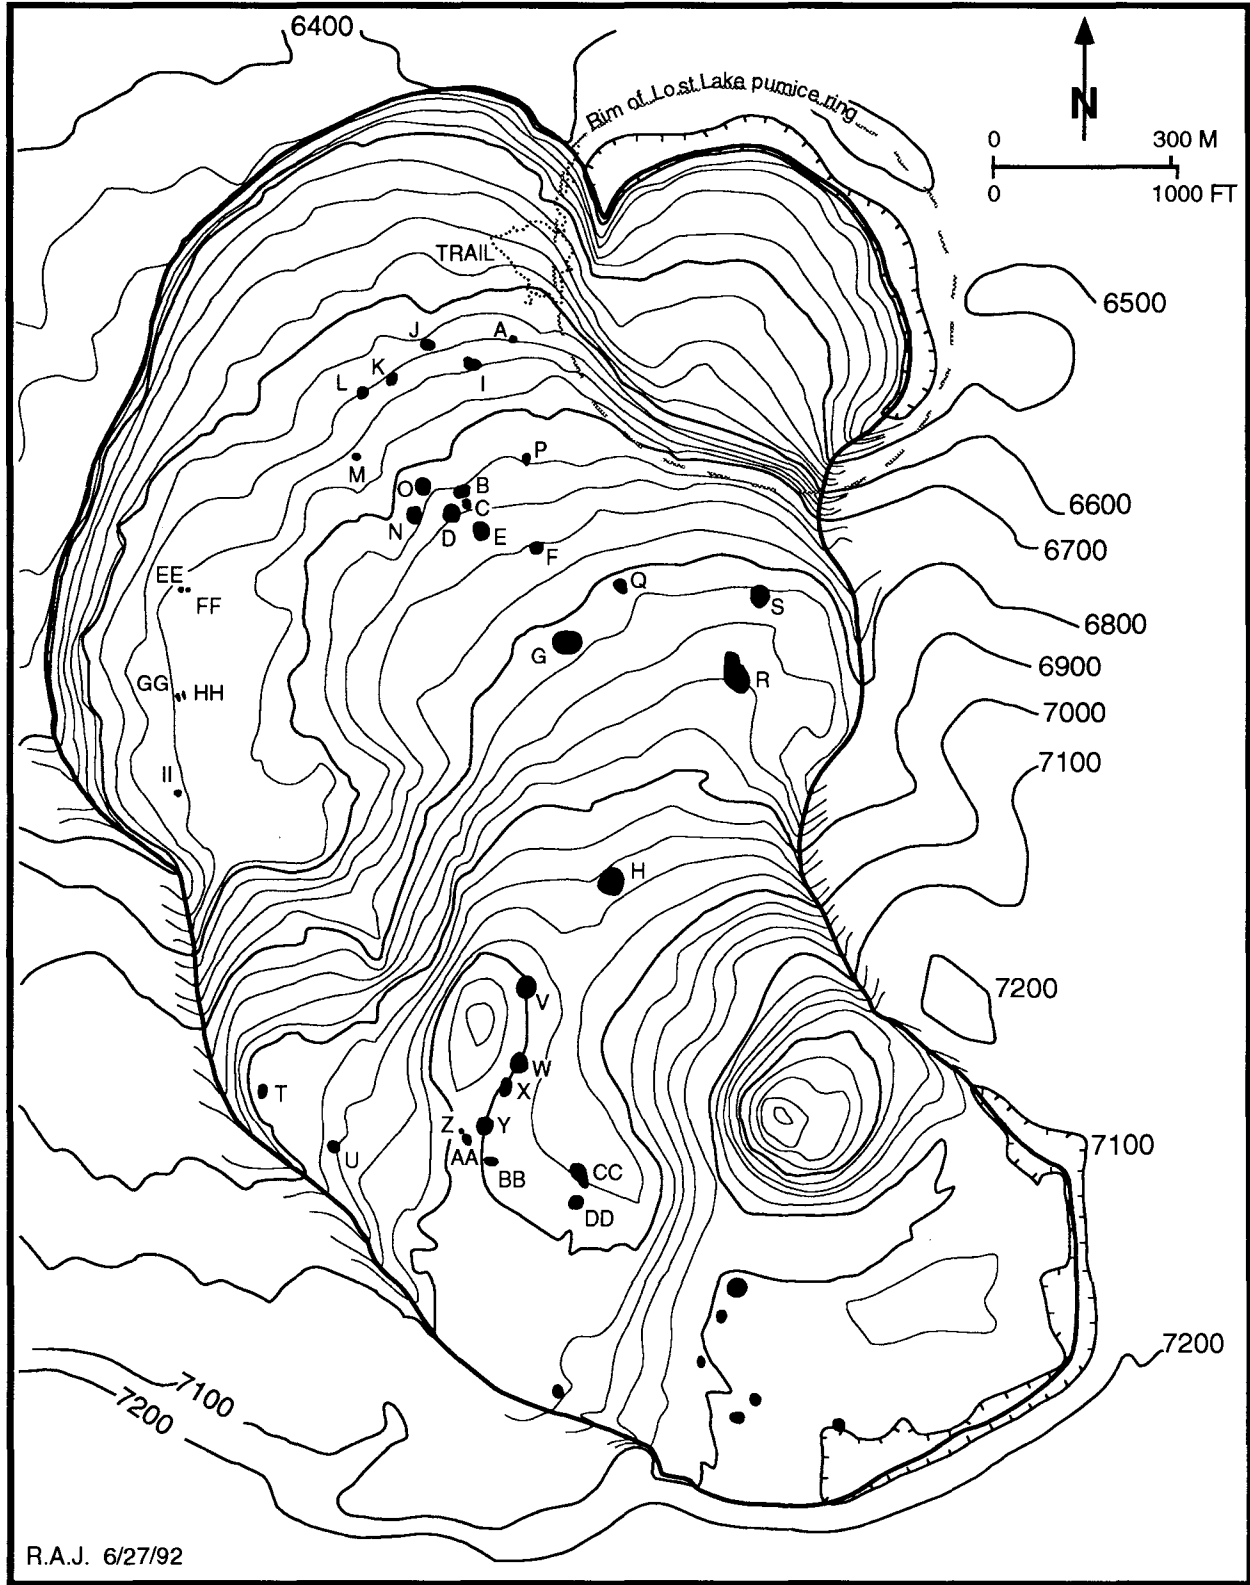 6400
Rim of Lost Lake pumice ring
N
0 300 M
0 1000 FT
TRAIL
6500
J
A
K
L
I
M
P
O
B
C
N
D
E
F
6600
6700
EE
FF
Q
S
6800
G
6900
GG
HH
R
7000
II
7100
H
V
7200
W
T
X
Z
Y
AA
U
BB
CC
DD
7100
7200
7100
7200
R.A.J. 6/27/92